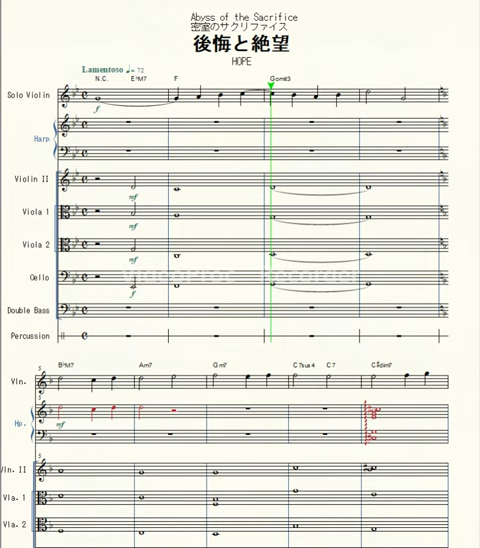 Abyss of the Sacrifice
密室のサクリファイス
後悔と絶望
HOPE
Lamentoso ♩= 72
N.C. E♭M7 F Gomit3
Solo Violin
f
Harp
Violin II
mf
Viola 1
mf
Viola 2
mf
Cello
f
Double Bass
Percussion
5
B♭M7 Am7 Gm7 C7sus4 C7 C#dim7
Vln.
5
Hp.
mf
5
Vln. II
Vla. 1
Vla. 2